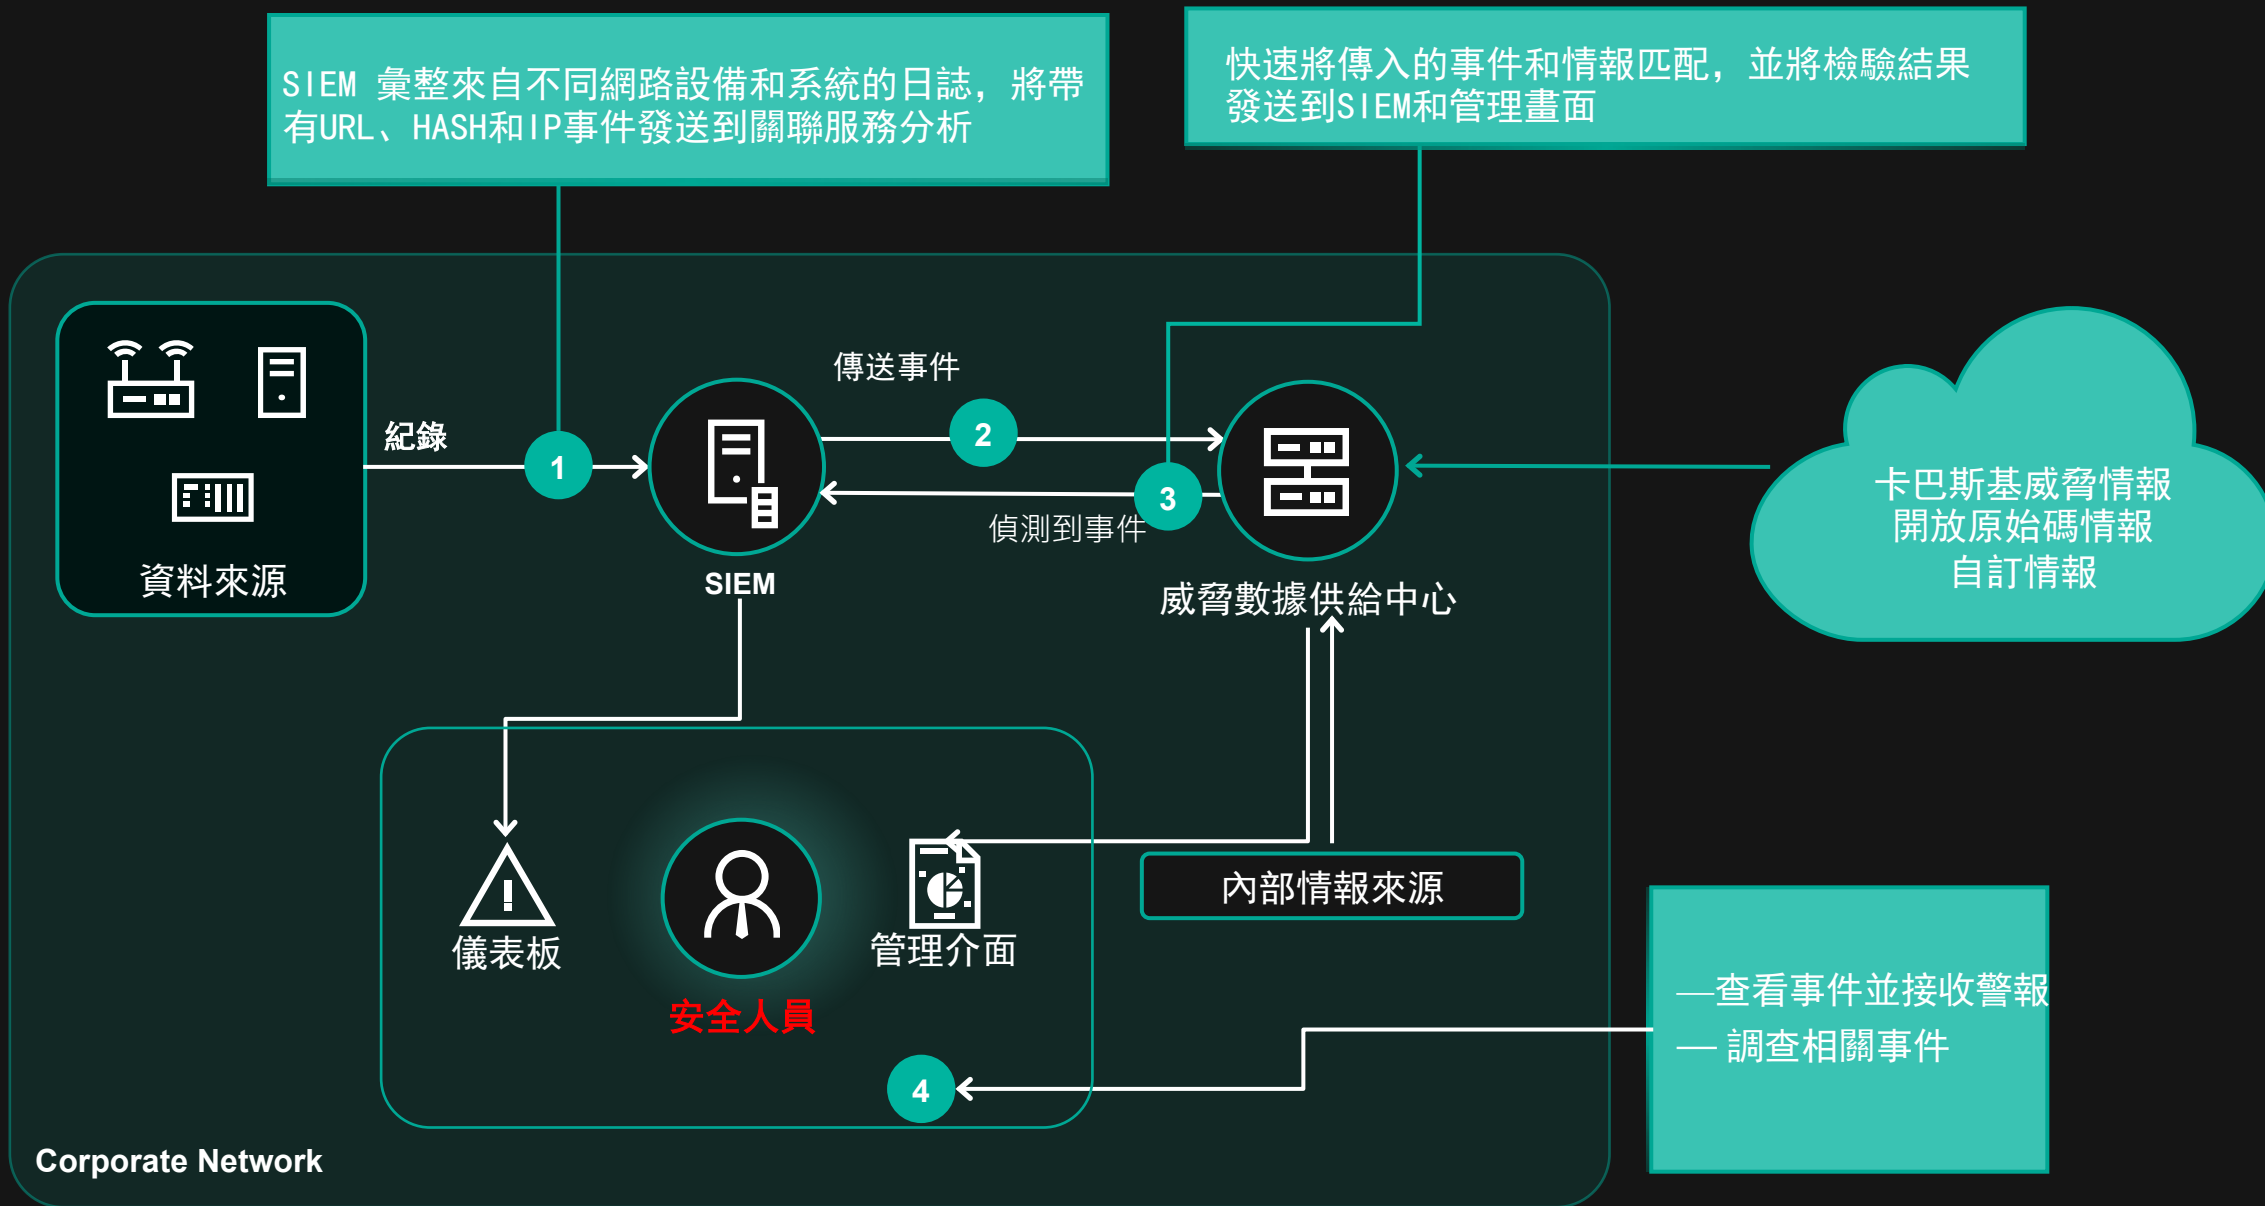 SIEM 彙整來自不同網路設備和系統的日誌，將帶
有URL、HASH和IP事件發送到關聯服務分析
快速將傳入的事件和情報匹配，並將檢驗結果
發送到SIEM和管理畫面
傳送事件
紀錄
1
2
3
偵測到事件
資料來源
SIEM
威脅數據供給中心
卡巴斯基威脅情報
開放原始碼情報
自訂情報
儀表板
安全人員
管理介面
內部情報來源
4
—查看事件並接收警報
— 調查相關事件
Corporate Network